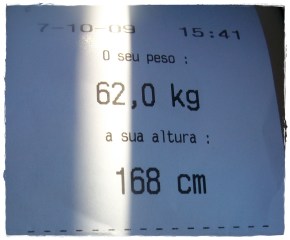 7-10-09 15:41
O seu peso :
62,0 kg
a sua altura :
168 cm